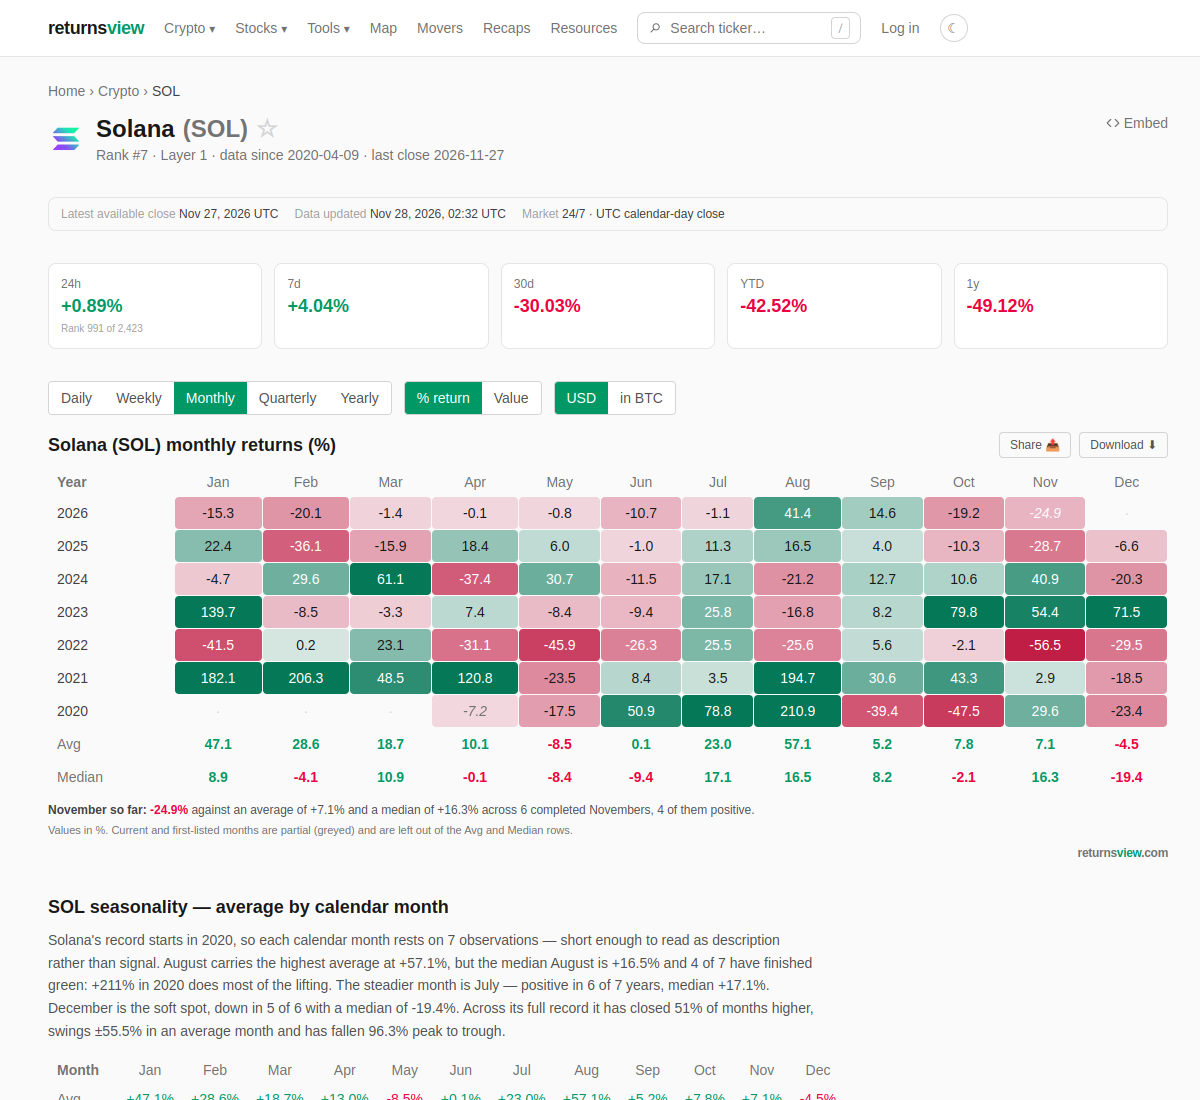 returnsview Crypto ▾ Stocks ▾ Tools ▾ Map Movers Recaps Resources Search ticker… / Log in
Home › Crypto › SOL
Solana (SOL) ☆
<> Embed
Rank #7 · Layer 1 · data since 2020-04-09 · last close 2026-11-27
Latest available close Nov 27, 2026 UTC Data updated Nov 28, 2026, 02:32 UTC Market 24/7 · UTC calendar-day close
24h 7d 30d YTD 1y
+0.89% +4.04% -30.03% -42.52% -49.12%
Rank 991 of 2,423
Daily Weekly Monthly Quarterly Yearly % return Value USD in BTC
Solana (SOL) monthly returns (%) Share 📤 Download ⬇
Year Jan Feb Mar Apr May Jun Jul Aug Sep Oct Nov Dec
2026 -15.3 -20.1 -1.4 -0.1 -0.8 -10.7 -1.1 41.4 14.6 -19.2 -24.9 ·
2025 22.4 -36.1 -15.9 18.4 6.0 -1.0 11.3 16.5 4.0 -10.3 -28.7 -6.6
2024 -4.7 29.6 61.1 -37.4 30.7 -11.5 17.1 -21.2 12.7 10.6 40.9 -20.3
2023 139.7 -8.5 -3.3 7.4 -8.4 -9.4 25.8 -16.8 8.2 79.8 54.4 71.5
2022 -41.5 0.2 23.1 -31.1 -45.9 -26.3 25.5 -25.6 5.6 -2.1 -56.5 -29.5
2021 182.1 206.3 48.5 120.8 -23.5 8.4 3.5 194.7 30.6 43.3 2.9 -18.5
2020 · · · -7.2 -17.5 50.9 78.8 210.9 -39.4 -47.5 29.6 -23.4
Avg 47.1 28.6 18.7 10.1 -8.5 0.1 23.0 57.1 5.2 7.8 7.1 -4.5
Median 8.9 -4.1 10.9 -0.1 -8.4 -9.4 17.1 16.5 8.2 -2.1 16.3 -19.4
November so far: -24.9% against an average of +7.1% and a median of +16.3% across 6 completed Novembers, 4 of them positive.
Values in %. Current and first-listed months are partial (greyed) and are left out of the Avg and Median rows.
returnsview.com
SOL seasonality — average by calendar month
Solana's record starts in 2020, so each calendar month rests on 7 observations — short enough to read as description
rather than signal. August carries the highest average at +57.1%, but the median August is +16.5% and 4 of 7 have finished
green: +211% in 2020 does most of the lifting. The steadier month is July — positive in 6 of 7 years, median +17.1%.
December is the soft spot, down in 5 of 6 with a median of -19.4%. Across its full record it has closed 51% of months higher,
swings ±55.5% in an average month and has fallen 96.3% peak to trough.
Month Jan Feb Mar Apr May Jun Jul Aug Sep Oct Nov Dec
Avg +47.1% +28.6% +18.7% +13.0% -8.5% +0.1% +23.0% +57.1% +5.2% +7.8% +7.1% -4.5%